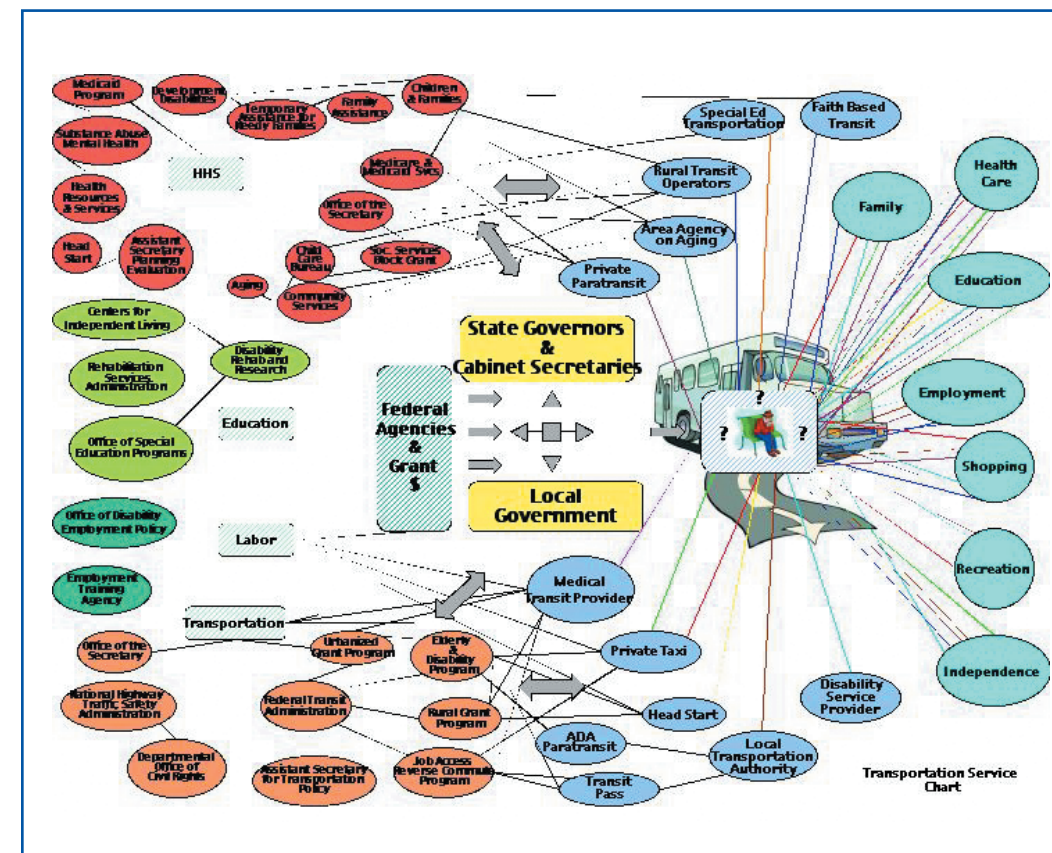 Medicaid
Program
Development
Disabilities
Temporary
Assistance for
Needy Families
Family
Assistance
Children
& Families
Special Ed
Transportation
Faith Based
Transit
Substance Abuse
Mental Health
HHS
Medicare &
Medicaid Svcs
Rural Transit
Operators
Health
Care
Health
Resources
& Services
Office of the
Secretary
Family
Head
Start
Assistant
Secretary
Planning
Evaluation
Child
Care
Bureau
Soc. Services
Block Grant
Area Agency
on Aging
Aging
Community
Services
Private
Paratransit
Education
Centers for
Independent Living
State Governors
&
Cabinet Secretaries
Disability
Rehab and
Research
Rehabilitation
Services
Administration
Education
Federal
Agencies
&
Grant
$
?
?
?
Employment
Office of Special
Education Programs
Shopping
Local
Government
Office of Disability
Employment Policy
Labor
Employment
Training
Agency
Medical
Transit Provider
Recreation
Transportation
Office of the
Secretary
Urbanized
Grant Program
Elderly
&
Disability
Program
Private Taxi
Independence
National Highway
Traffic Safety
Administration
Federal Transit
Administration
Rural Grant
Program
Head Start
Disability
Service
Provider
ADA
Paratransit
Local
Transportation
Authority
Departmental
Office of
Civil Rights
Assistant Secretary
for Transportation
Policy
Job Access
Reverse Commute
Program
Transit
Pass
Transportation Service
Chart